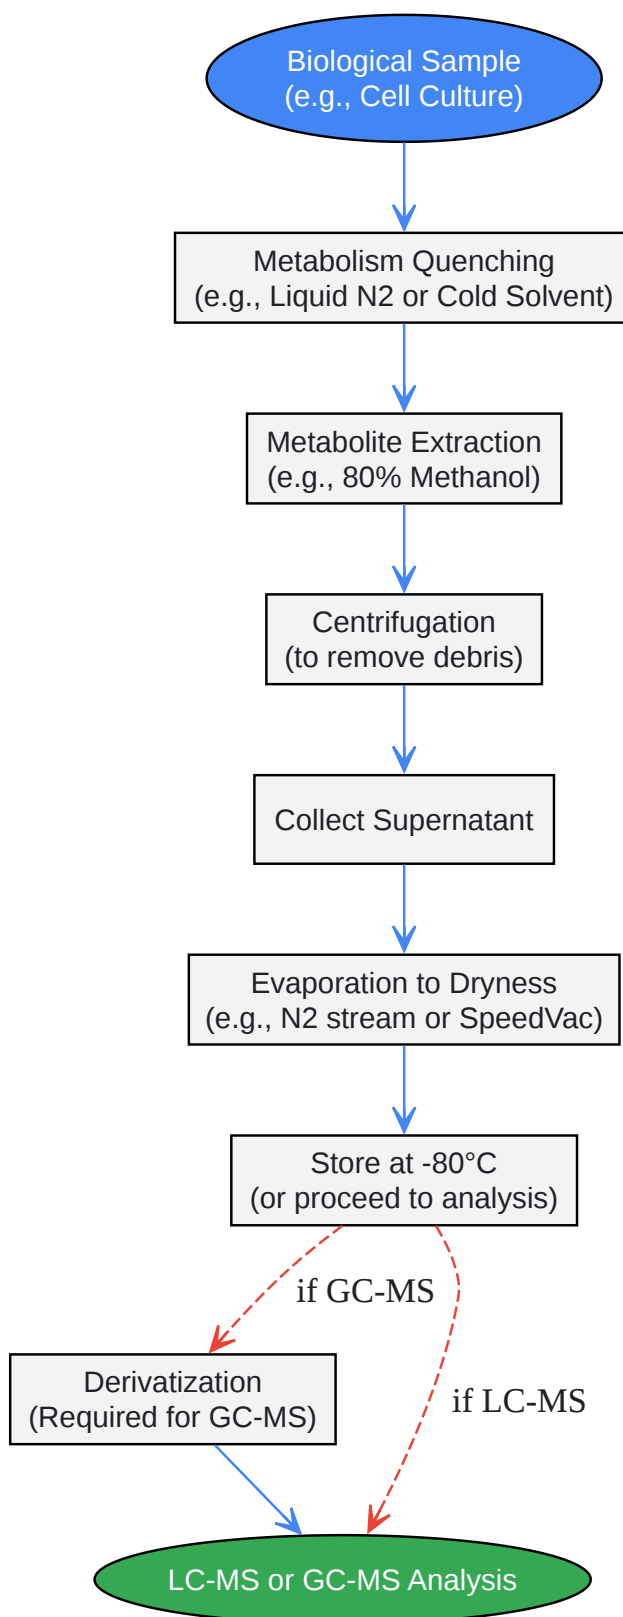 Biological Sample
(e.g., Cell Culture)
Metabolism Quenching
(e.g., Liquid N2 or Cold Solvent)
Metabolite Extraction
(e.g., 80% Methanol)
Centrifugation
(to remove debris)
Collect Supernatant
Evaporation to Dryness
(e.g., N2 stream or SpeedVac)
Store at -80°C
(or proceed to analysis)
if GC-MS
Derivatization
(Required for GC-MS)
if LC-MS
LC-MS or GC-MS Analysis